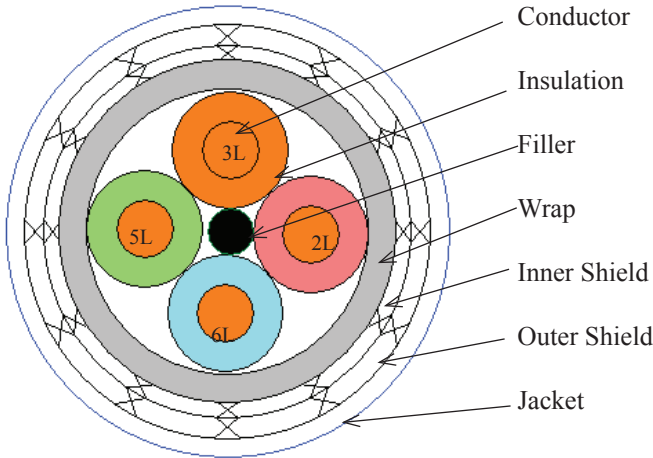 Conductor
Insulation
3L
Filler
Wrap
5L
2L
Inner Shield
6L
Outer Shield
Jacket